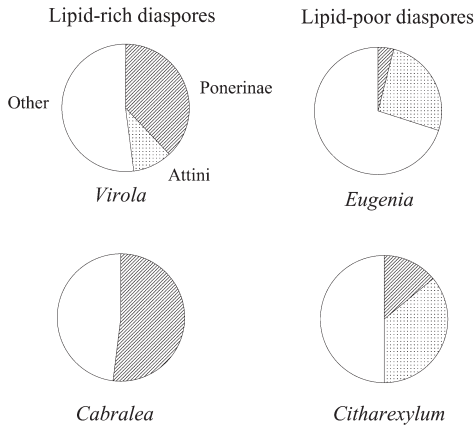 Lipid-rich diaspores
Lipid-poor diaspores
Other
Ponerinae
Attini
Virola
Eugenia
Cabralea
Citharexylum